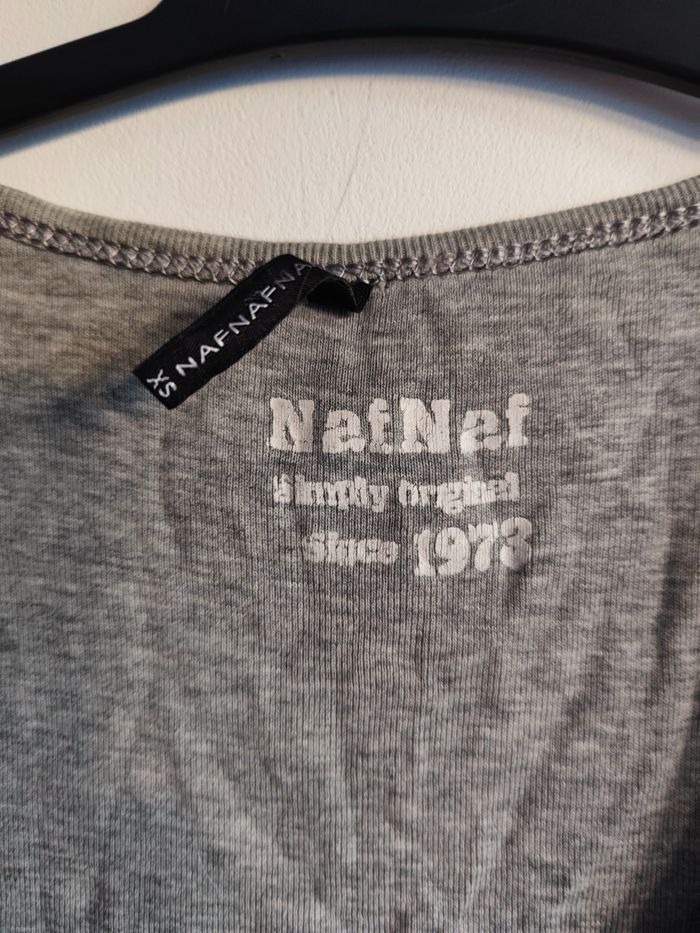 XS NAFNAFNA
NafNaf
Simply original
Since 1973